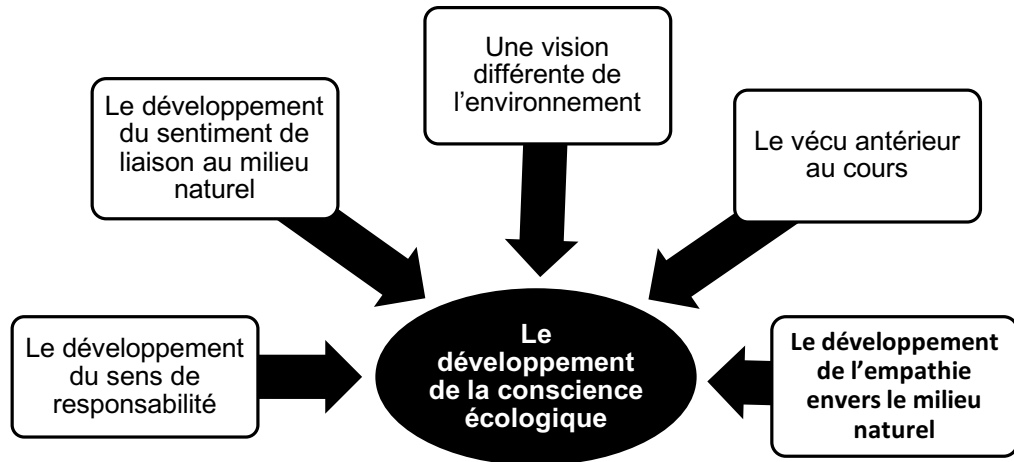 Une vision
différente de
l’environnement
Le développement
du sentiment de
liaison au milieu
naturel
Le vécu antérieur
au cours
Le développement
du sens de
responsabilité
Le
développement
de la conscience
écologique
Le développement
de l’empathie
envers le milieu
naturel